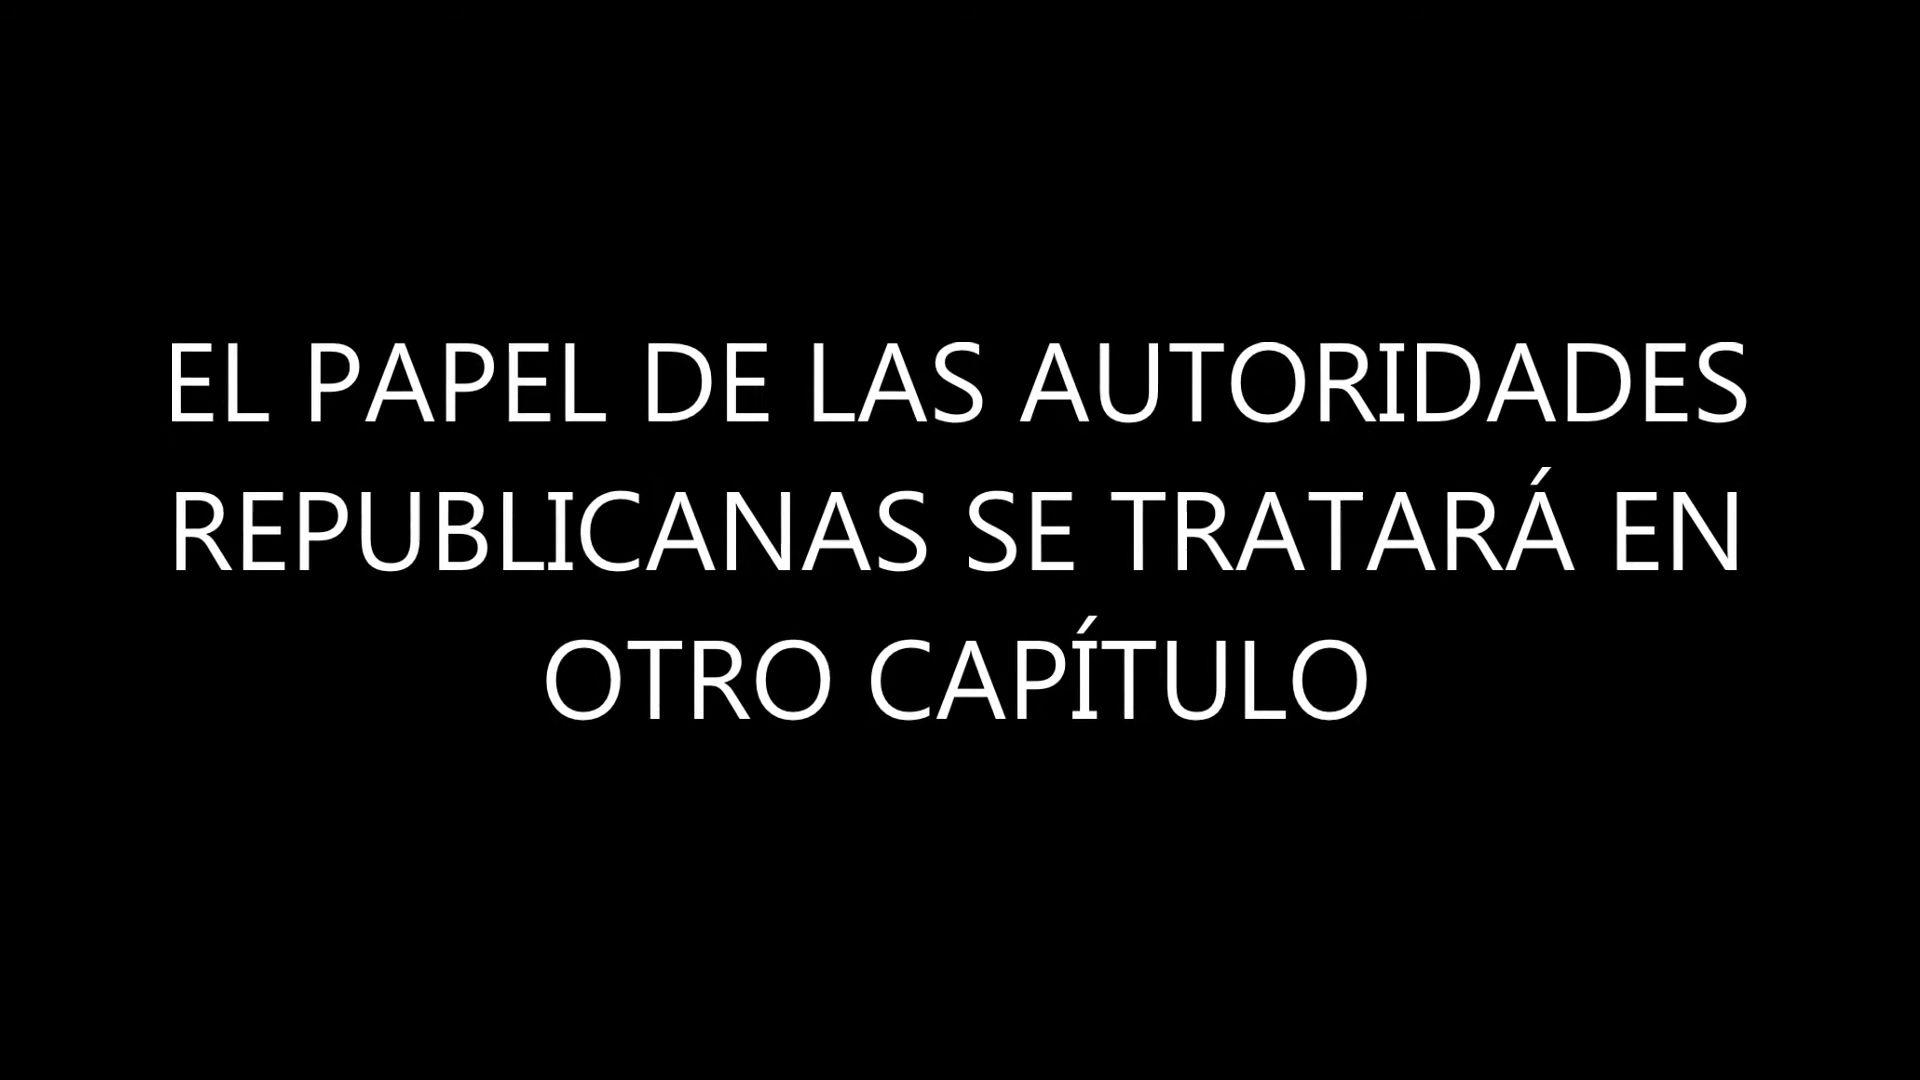 EL PAPEL DE LAS AUTORIDADES
REPUBLICANAS SE TRATARÁ EN
OTRO CAPÍTULO